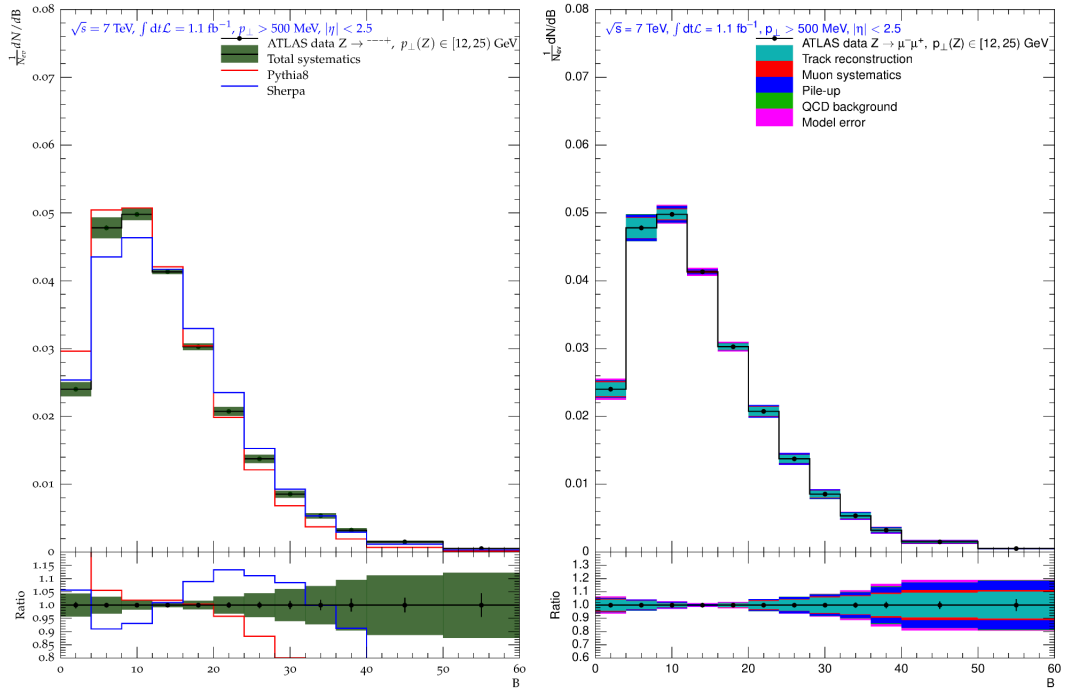 √s = 7 TeV, ∫ dtℒ = 1.1 fb⁻¹, p⊥ > 500 MeV, |η| < 2.5
1/N_ev dN/dB
0.08
ATLAS data Z → ----+, p⊥(Z) ∈ [12, 25) GeV
Total systematics
Pythia8
Sherpa
0.07
0.06
0.05
0.04
0.03
0.02
0.01
0
Ratio
1.15
1.1
1.05
1.0
0.95
0.9
0.85
0.8
0 10 20 30 40 50 60
B
√s = 7 TeV, ∫ dtℒ = 1.1 fb⁻¹, p⊥ > 500 MeV, |η| < 2.5
1/N_ev dN/dB
0.08
ATLAS data Z → μ⁻μ⁺, p⊥(Z) ∈ [12, 25) GeV
Track reconstruction
Muon systematics
Pile-up
QCD background
Model error
0.07
0.06
0.05
0.04
0.03
0.02
0.01
0
Ratio
1.3
1.2
1.1
1.0
0.9
0.8
0.7
0.6
0 10 20 30 40 50 60
B